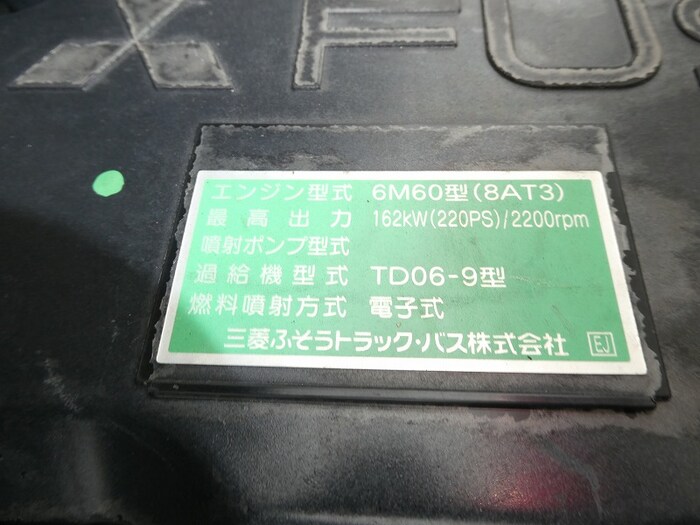 FUS
エンジン型式 6M60型(8AT3)
最高出力 162kW(220PS)/2200rpm
噴射ポンプ型式
過給機型式 TD06-9型
燃料噴射方式 電子式
三菱ふそうトラック・バス株式会社 EJ